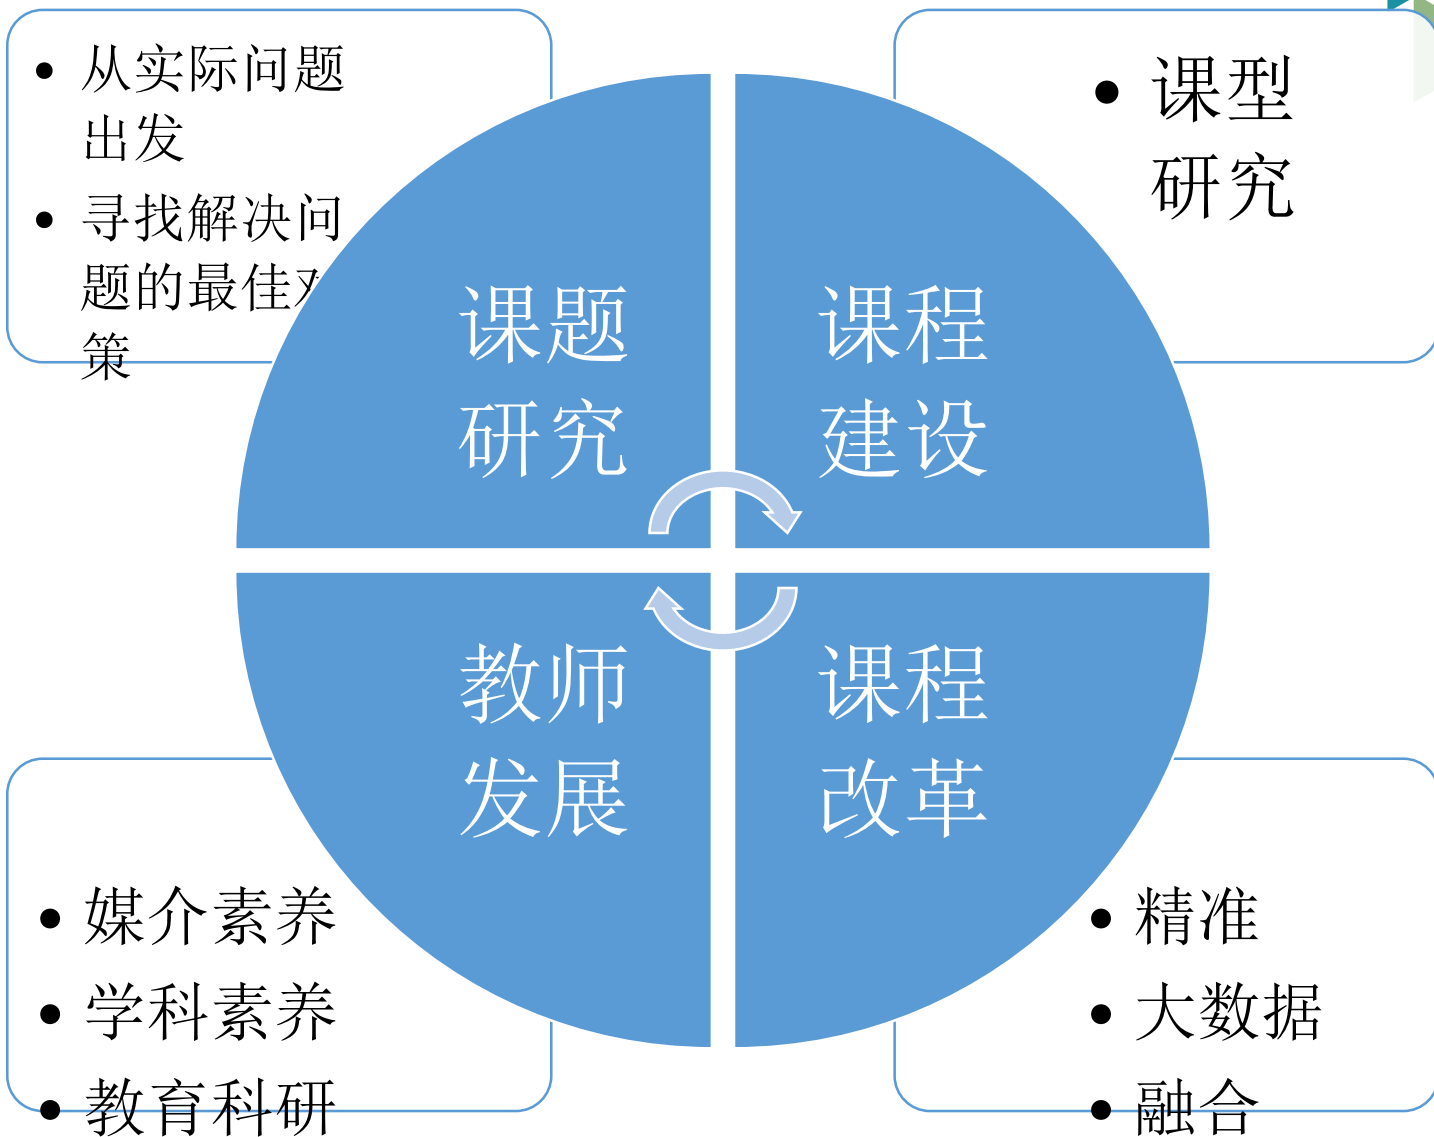 • 从实际问题
出发
• 寻找解决问
题的最佳对
策
• 课型
研究
课题
研究
课程
建设
教师
发展
课程
改革
• 媒介素养
• 学科素养
• 教育科研
• 精准
• 大数据
• 融合